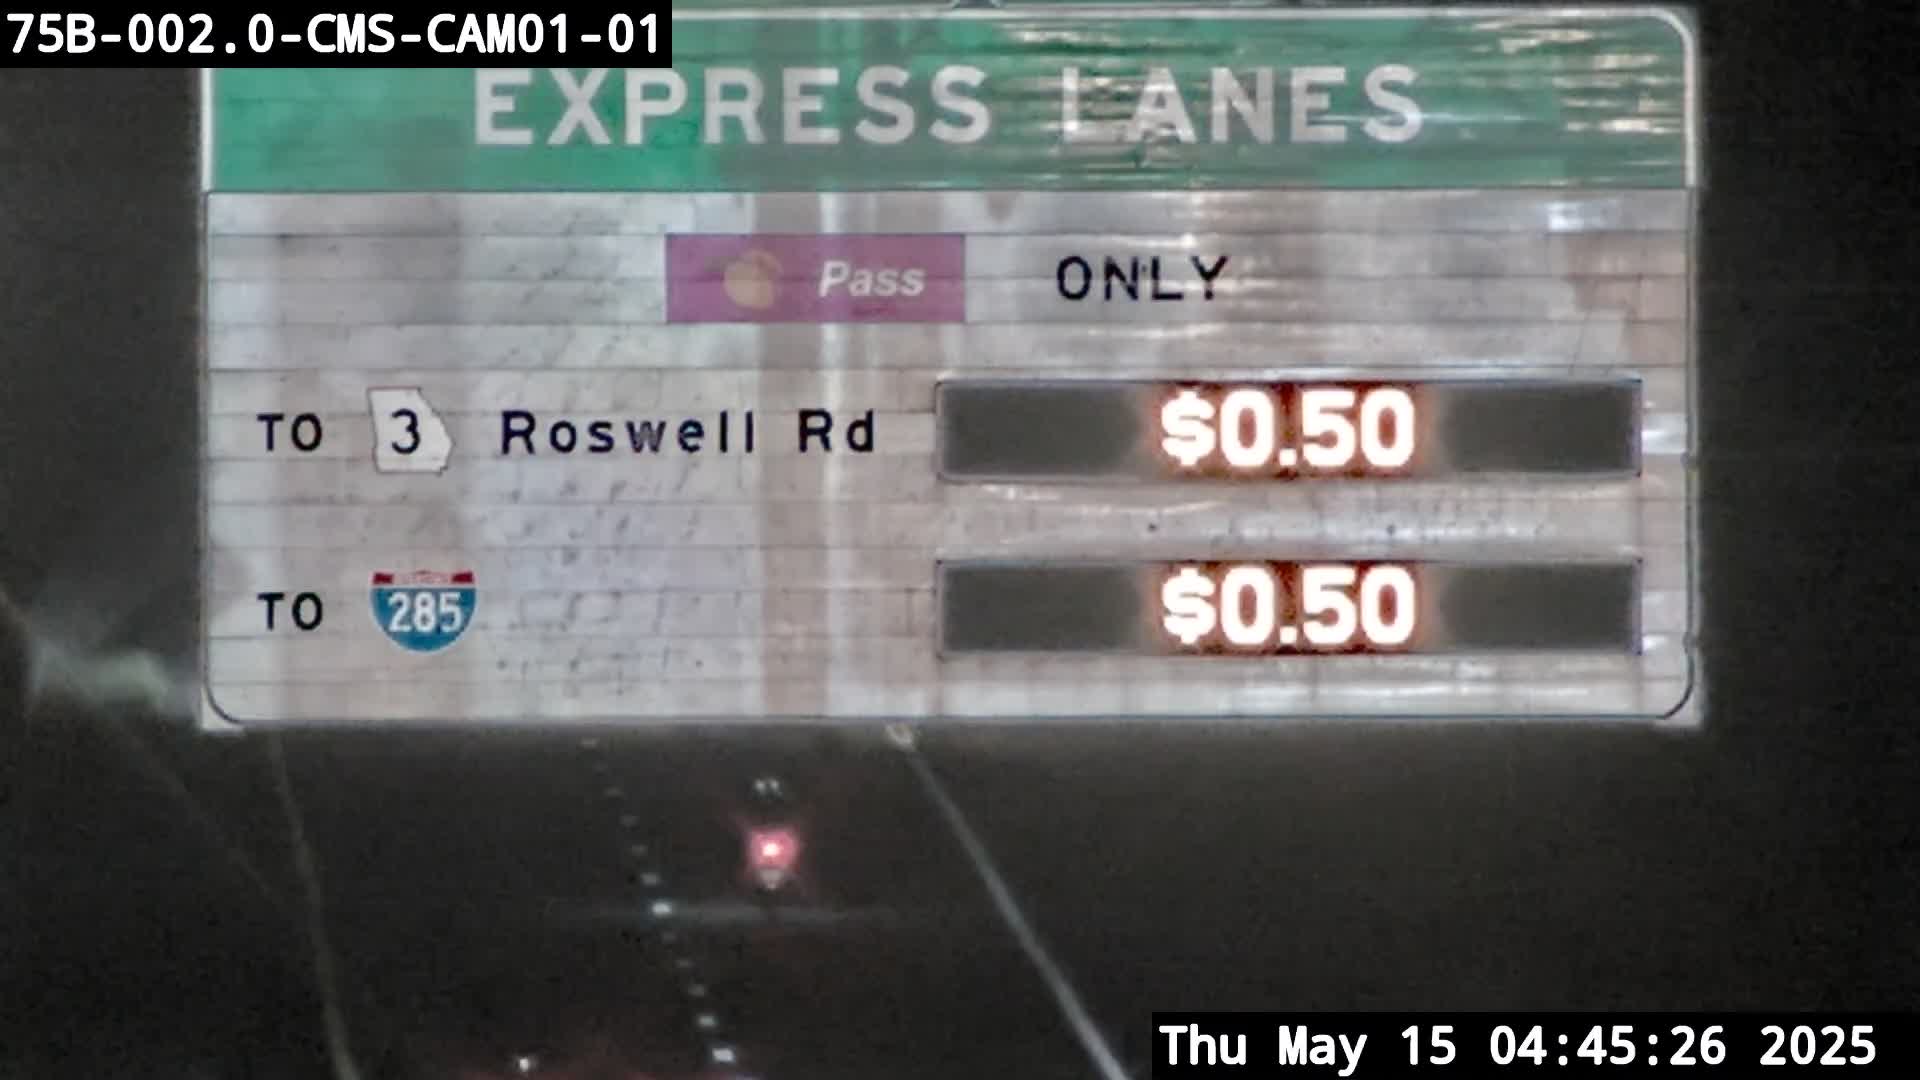 75B-002.0-CMS-CAM01-01
EXPRESS LANES
Pass ONLY
TO 3 Roswell Rd $0.50
TO 285 $0.50
Thu May 15 04:45:26 2025